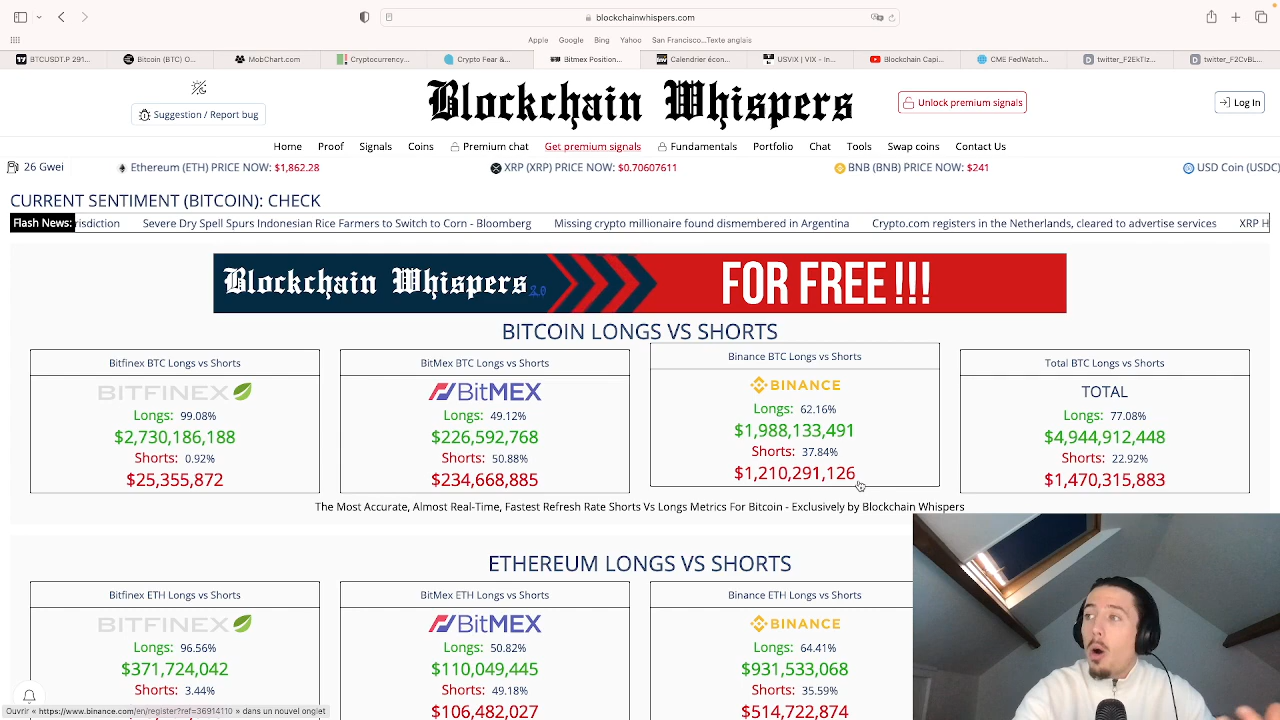 blockchainwhispers.com
Apple Google Bing Yahoo San Francisco...Texte anglais
BTCUSDT.P 291... Bitcoin (BTC) O... MobChart.com Cryptocurrency... Crypto Fear &... Bitmex Position... Calendrier écon... USVIX | VIX - In... Blockchain Capi... CME FedWatch... twitter_F2EkTIz... twitter_F2CvBL...
Suggestion / Report bug
Blockchain Whispers
Unlock premium signals
Log In
Home Proof Signals Coins Premium chat Get premium signals Fundamentals Portfolio Chat Tools Swap coins Contact Us
26 Gwei Ethereum (ETH) PRICE NOW: $1,862.28 XRP (XRP) PRICE NOW: $0.70607611 BNB (BNB) PRICE NOW: $241 USD Coin (USDC)
CURRENT SENTIMENT (BITCOIN): CHECK
Flash News: risdiction Severe Dry Spell Spurs Indonesian Rice Farmers to Switch to Corn - Bloomberg Missing crypto millionaire found dismembered in Argentina Crypto.com registers in the Netherlands, cleared to advertise services XRP H
Blockchain Whispers 2.0 FOR FREE !!!
BITCOIN LONGS VS SHORTS
Bitfinex BTC Longs vs Shorts
BITFINEX
Longs: 99.08%
$2,730,186,188
Shorts: 0.92%
$25,355,872
BitMex BTC Longs vs Shorts
BitMEX
Longs: 49.12%
$226,592,768
Shorts: 50.88%
$234,668,885
Binance BTC Longs vs Shorts
BINANCE
Longs: 62.16%
$1,988,133,491
Shorts: 37.84%
$1,210,291,126
Total BTC Longs vs Shorts
TOTAL
Longs: 77.08%
$4,944,912,448
Shorts: 22.92%
$1,470,315,883
The Most Accurate, Almost Real-Time, Fastest Refresh Rate Shorts Vs Longs Metrics For Bitcoin - Exclusively by Blockchain Whispers
ETHEREUM LONGS VS SHORTS
Bitfinex ETH Longs vs Shorts
BITFINEX
Longs: 96.56%
$371,724,042
Shorts: 3.44%
BitMex ETH Longs vs Shorts
BitMEX
Longs: 50.82%
$110,049,445
Shorts: 49.18%
$106,482,027
Binance ETH Longs vs Shorts
BINANCE
Longs: 64.41%
$931,533,068
Shorts: 35.59%
$514,722,874
Ouvrir « https://www.binance.com/en/register?ref=36914110 » dans un nouvel onglet